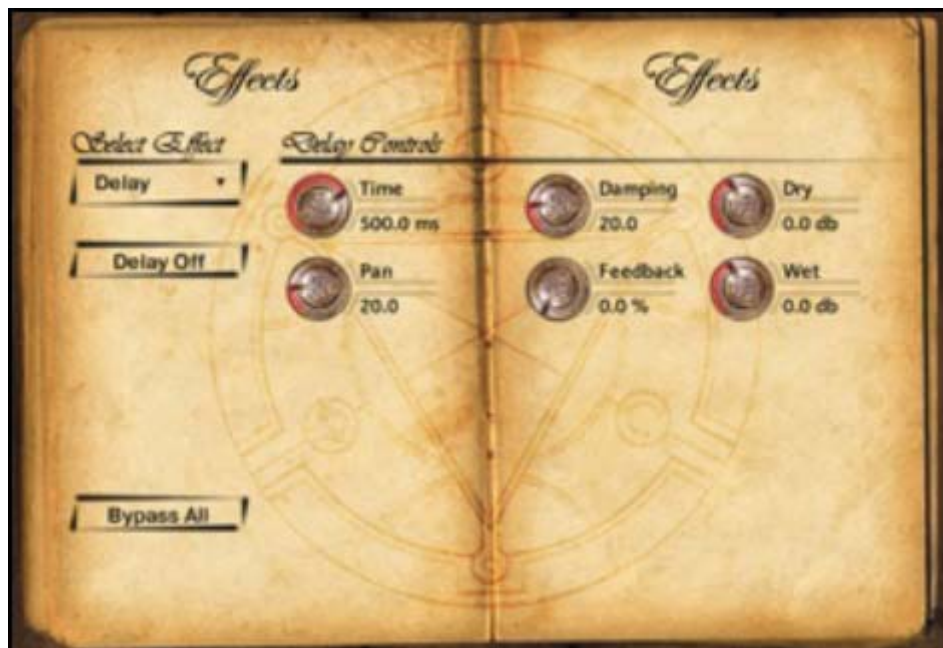 Effects
Effects
Select Effect
Delay Controls
Delay
Time
500.0 ms
Damping
20.0
Dry
0.0 db
Delay Off
Pan
20.0
Feedback
0.0 %
Wet
0.0 db
Bypass All